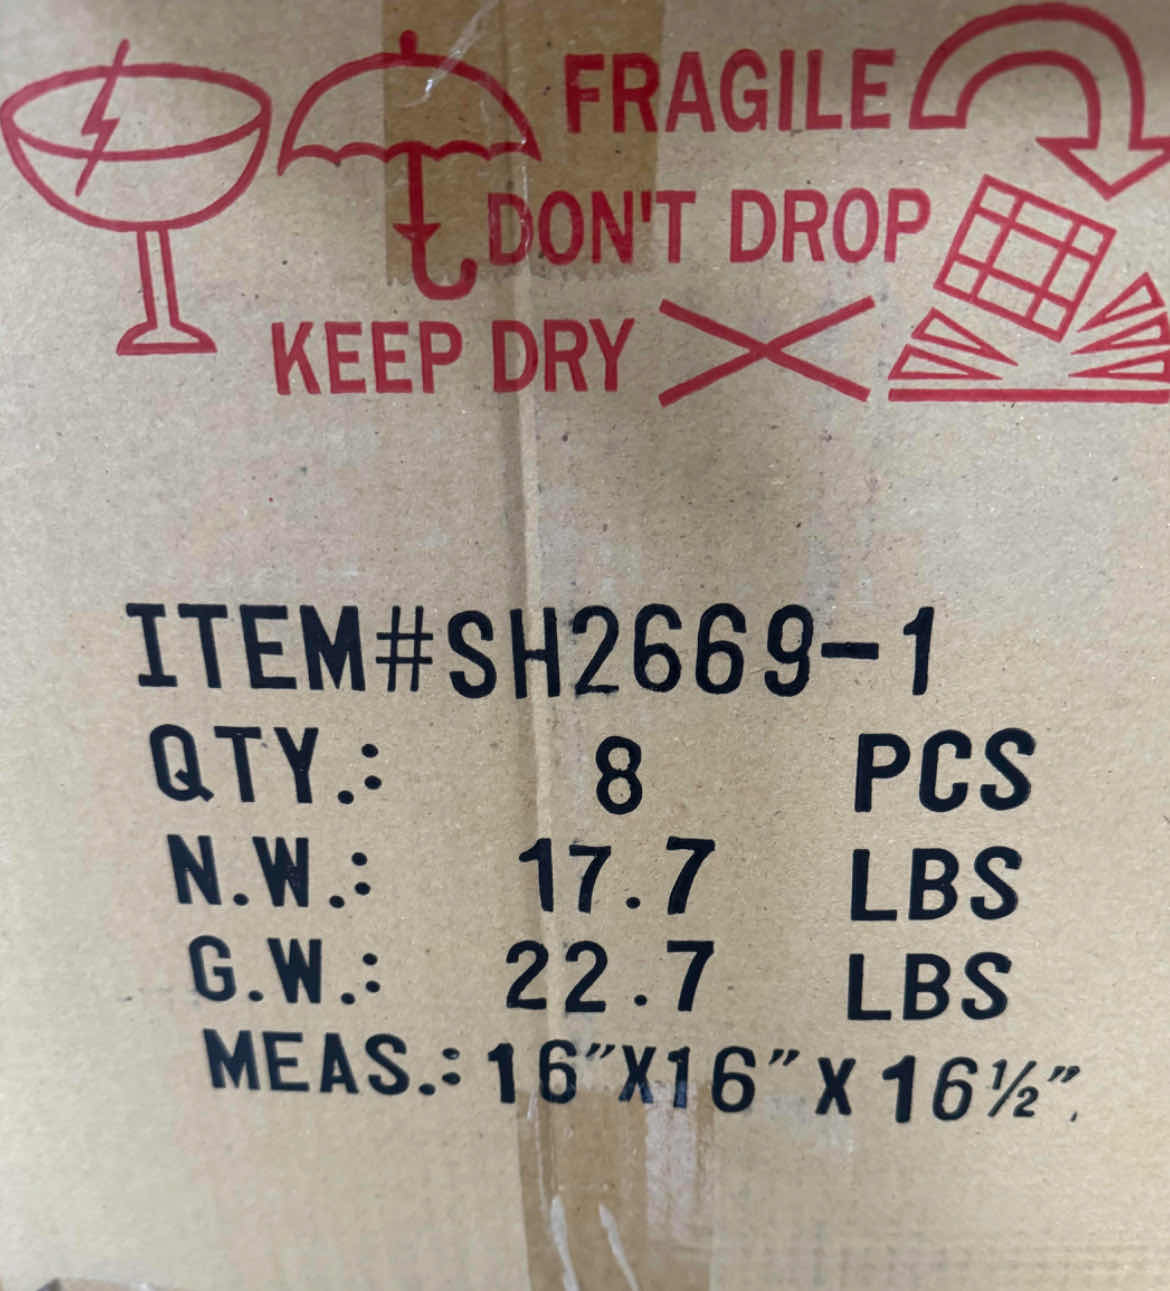 FRAGILE
DON'T DROP
KEEP DRY
ITEM#SH2669-1
QTY.: 8 PCS
N.W.: 17.7 LBS
G.W.: 22.7 LBS
MEAS.: 16"X16" X 16½".